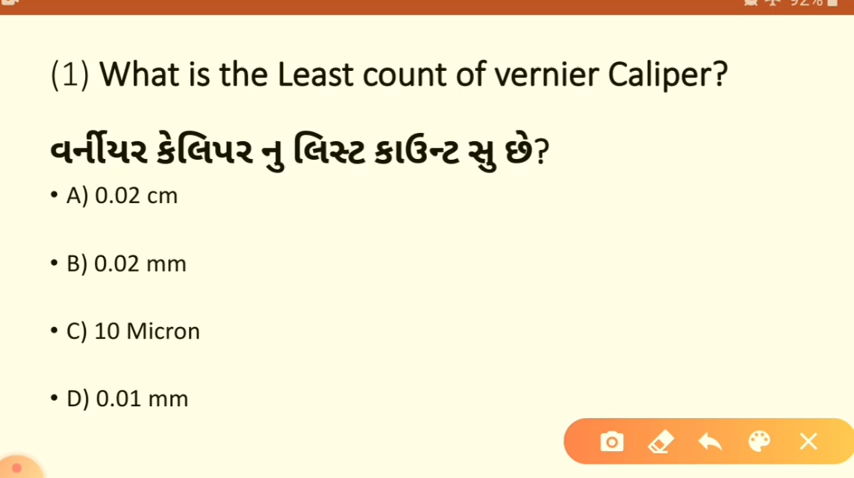 92%
(1) What is the Least count of vernier Caliper?
વર્નીયર કેલિપર નુ લિસ્ટ કાઉન્ટ સુ છે?
• A) 0.02 cm
• B) 0.02 mm
• C) 10 Micron
• D) 0.01 mm